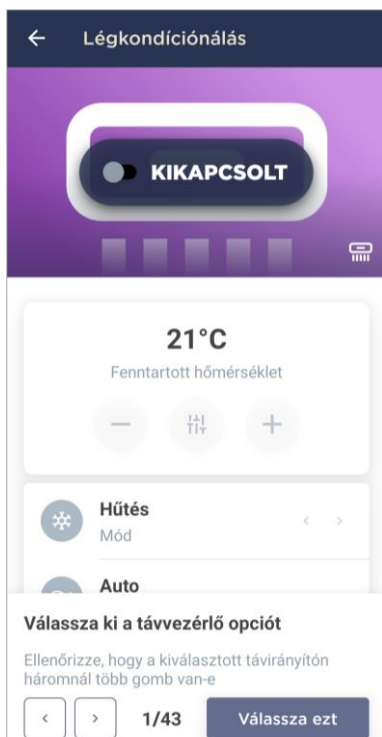 Légkondíciónálás
KIKAPCSOLT
21°C
Fenntartott hőmérséklet
Hűtés
Mód
Auto
Válassza ki a távvezérlő opciót
Ellenőrizze, hogy a kiválasztott távirányítón
háromnál több gomb van-e
1/43
Válassza ezt